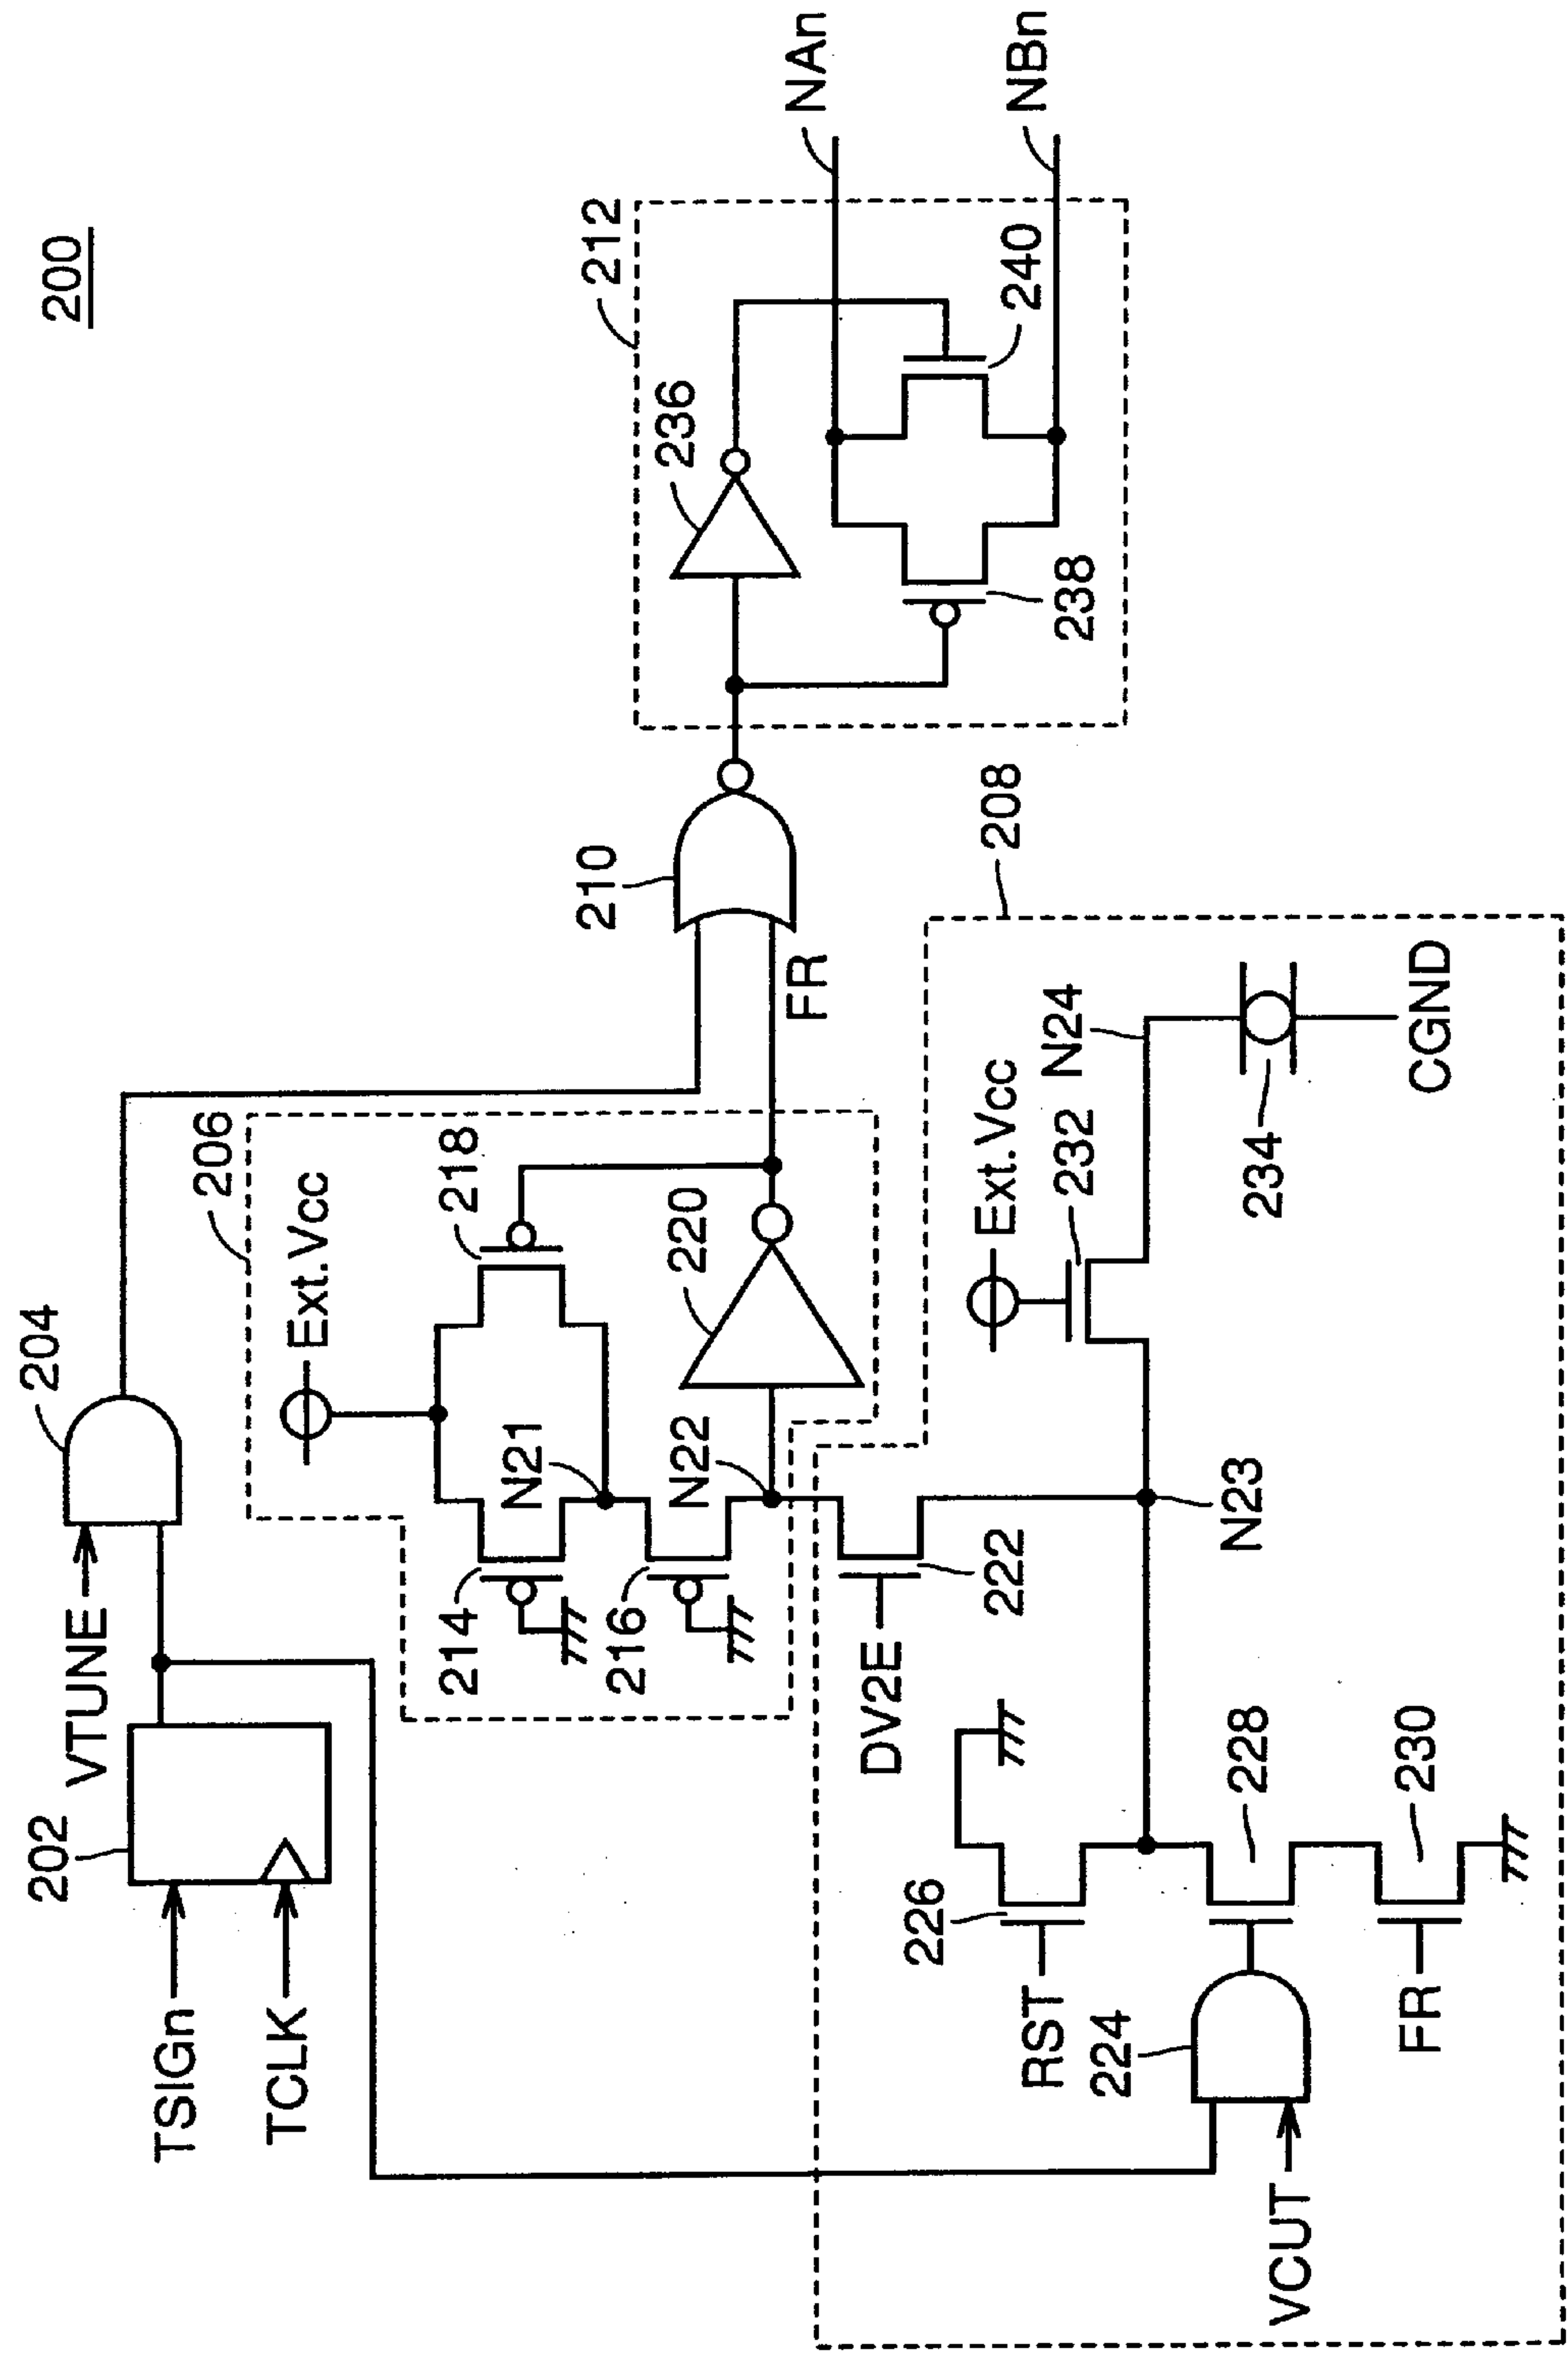 200
202
TSIGn
TCLK
VTUNE
204
206
Ext.Vcc
214
216
218
N21
N22
220
210
FR
212
236
238
240
NAn
NBn
208
DV2E
222
N23
Ext.Vcc
232
N24
234
CGND
RST
226
224
VCUT
228
FR
230